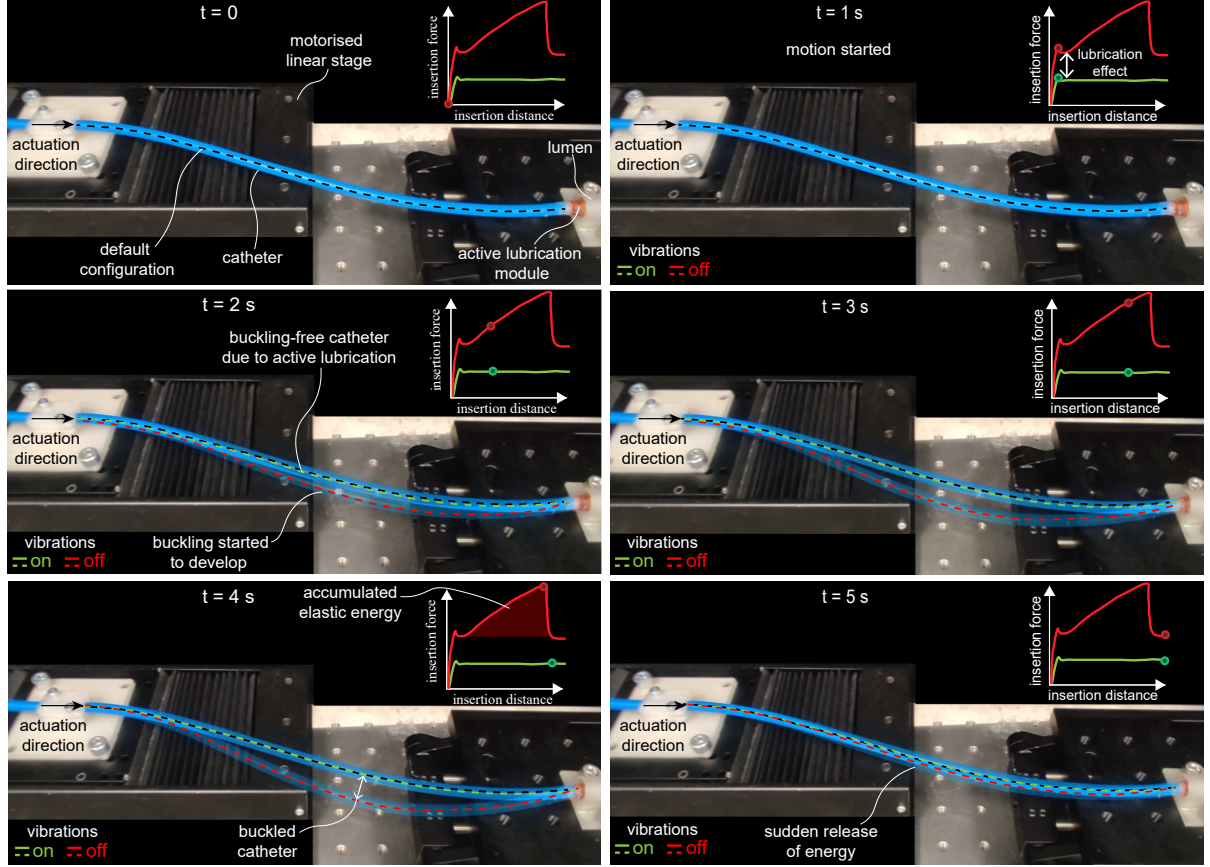 t = 0
motorised
linear stage
insertion force
insertion distance
actuation
direction
lumen
default
configuration
catheter
active lubrication
module
t = 1 s
motion started
insertion force
lubrication
effect
insertion distance
actuation
direction
vibrations
on off
t = 2 s
buckling-free catheter
due to active lubrication
insertion force
insertion distance
actuation
direction
buckling started
to develop
vibrations
on off
t = 3 s
insertion force
insertion distance
actuation
direction
vibrations
on off
t = 4 s
accumulated
elastic energy
insertion force
insertion distance
actuation
direction
buckled
catheter
vibrations
on off
t = 5 s
insertion force
insertion distance
actuation
direction
sudden release
of energy
vibrations
on off